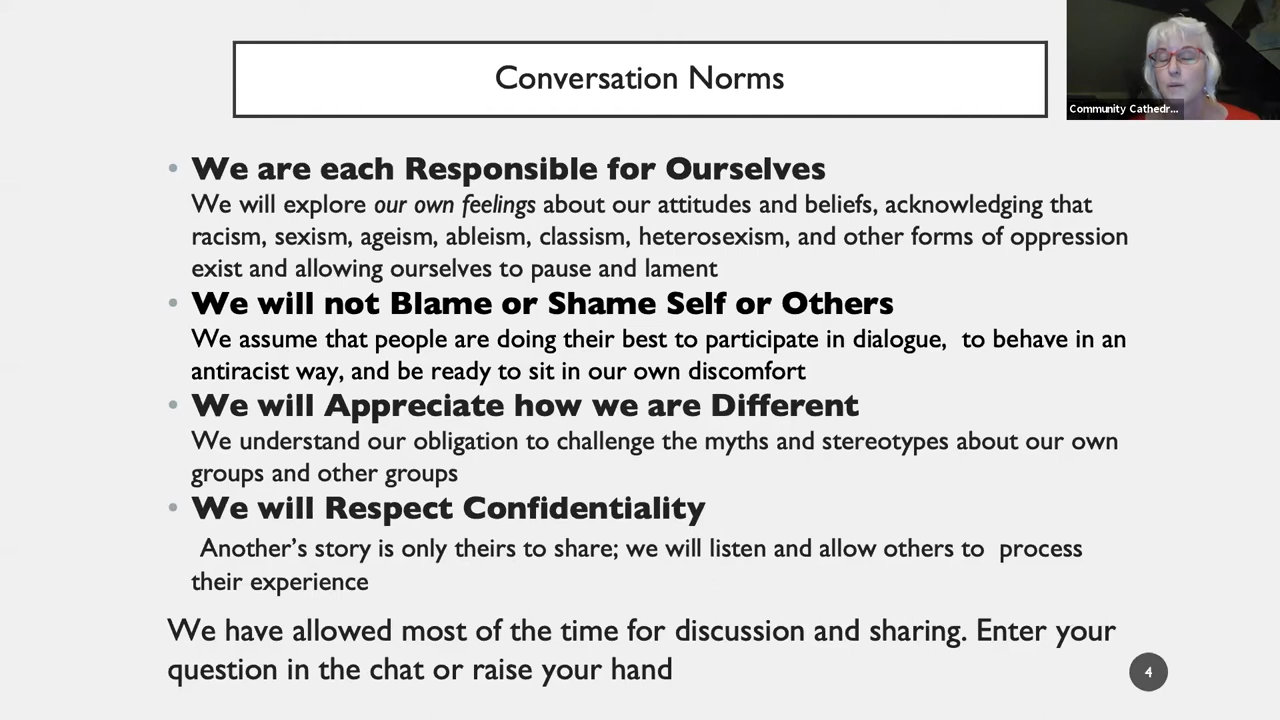 Conversation Norms
Community Cathedr...
• We are each Responsible for Ourselves
We will explore our own feelings about our attitudes and beliefs, acknowledging that
racism, sexism, ageism, ableism, classism, heterosexism, and other forms of oppression
exist and allowing ourselves to pause and lament
• We will not Blame or Shame Self or Others
We assume that people are doing their best to participate in dialogue,  to behave in an
antiracist way, and be ready to sit in our own discomfort
• We will Appreciate how we are Different
We understand our obligation to challenge the myths and stereotypes about our own
groups and other groups
• We will Respect Confidentiality
Another’s story is only theirs to share; we will listen and allow others to  process
their experience
We have allowed most of the time for discussion and sharing. Enter your
question in the chat or raise your hand
4